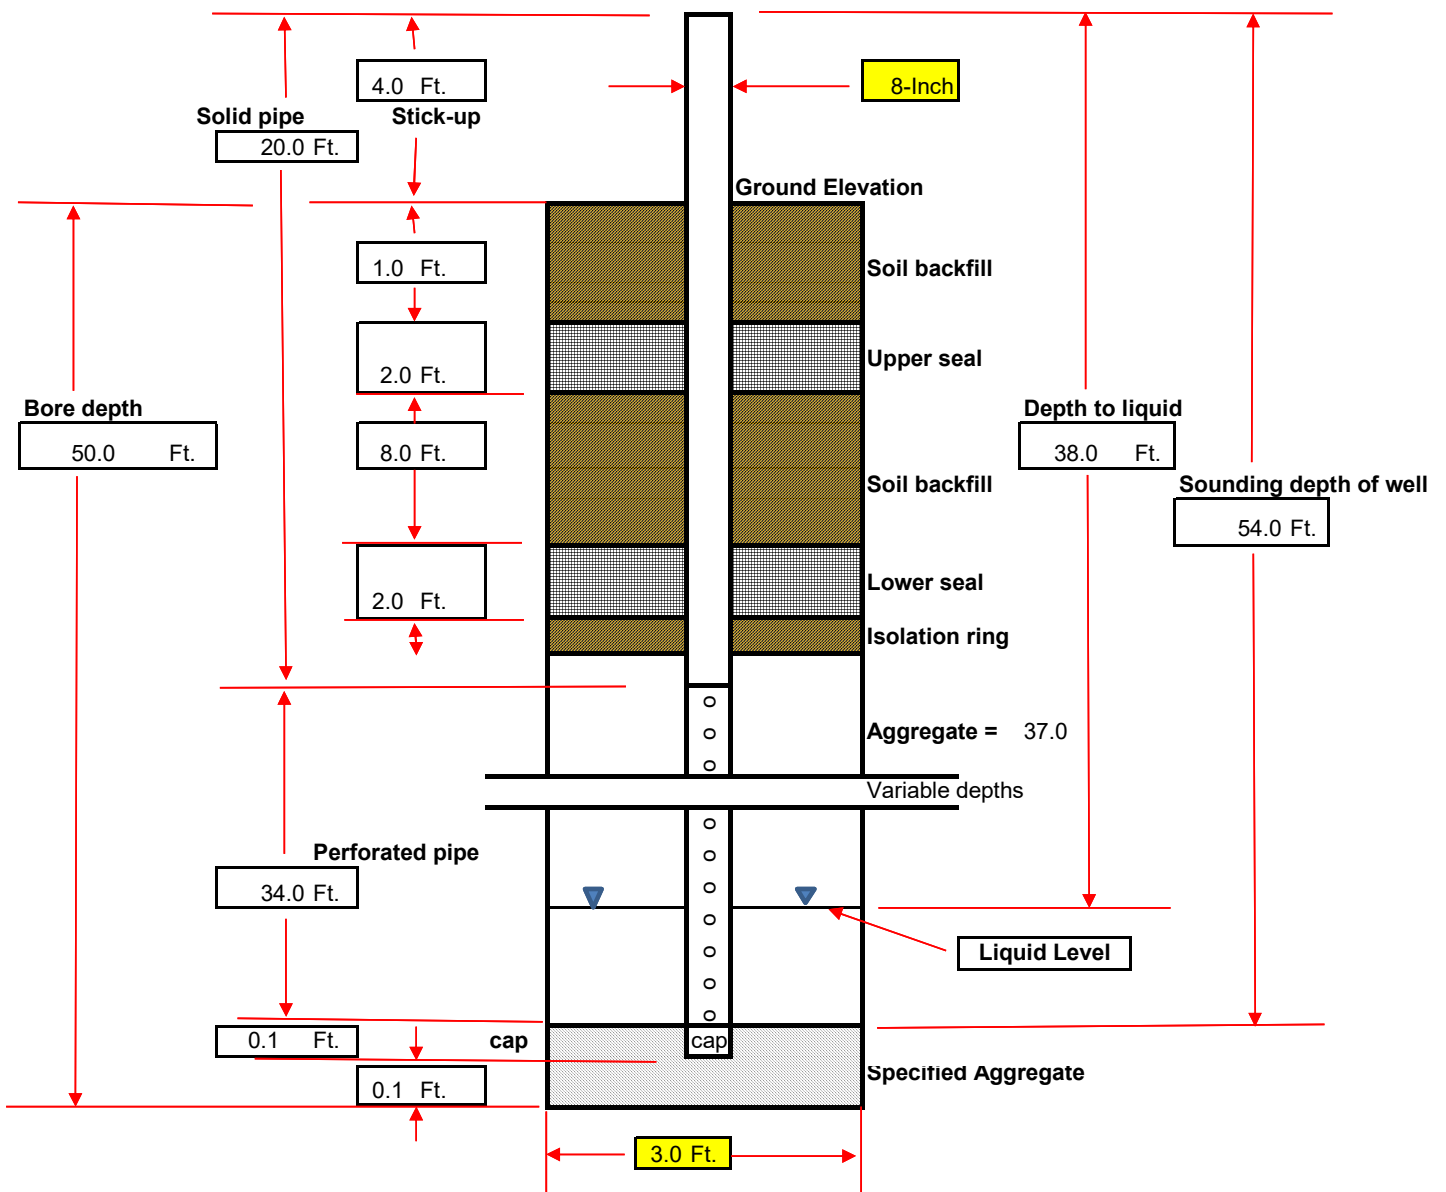 4.0 Ft.
8-Inch
Solid pipe
Stick-up
20.0 Ft.
Ground Elevation
1.0 Ft.
Soil backfill
2.0 Ft.
Upper seal
Bore depth
50.0 Ft.
8.0 Ft.
Depth to liquid
38.0 Ft.
Soil backfill
Sounding depth of well
54.0 Ft.
2.0 Ft.
Lower seal
Isolation ring
Aggregate = 37.0
Variable depths
Perforated pipe
34.0 Ft.
Liquid Level
0.1 Ft.
cap
cap
0.1 Ft.
Specified Aggregate
3.0 Ft.